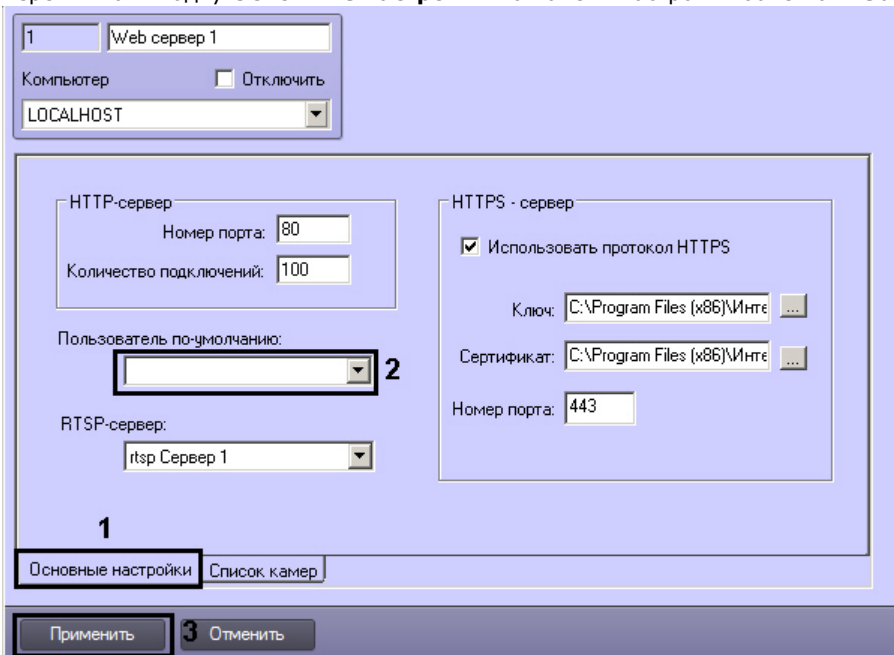 1 Web сервер 1
Компьютер Отключить
LOCALHOST
HTTP-сервер
Номер порта: 80
Количество подключений: 100
Пользователь по-умолчанию:
2
RTSP-сервер:
rtsp Сервер 1
HTTPS - сервер
Использовать протокол HTTPS
Ключ: C:\Program Files (x86)\Инте ...
Сертификат: C:\Program Files (x86)\Инте ...
Номер порта: 443
1
Основные настройки Список камер
Применить 3 Отменить